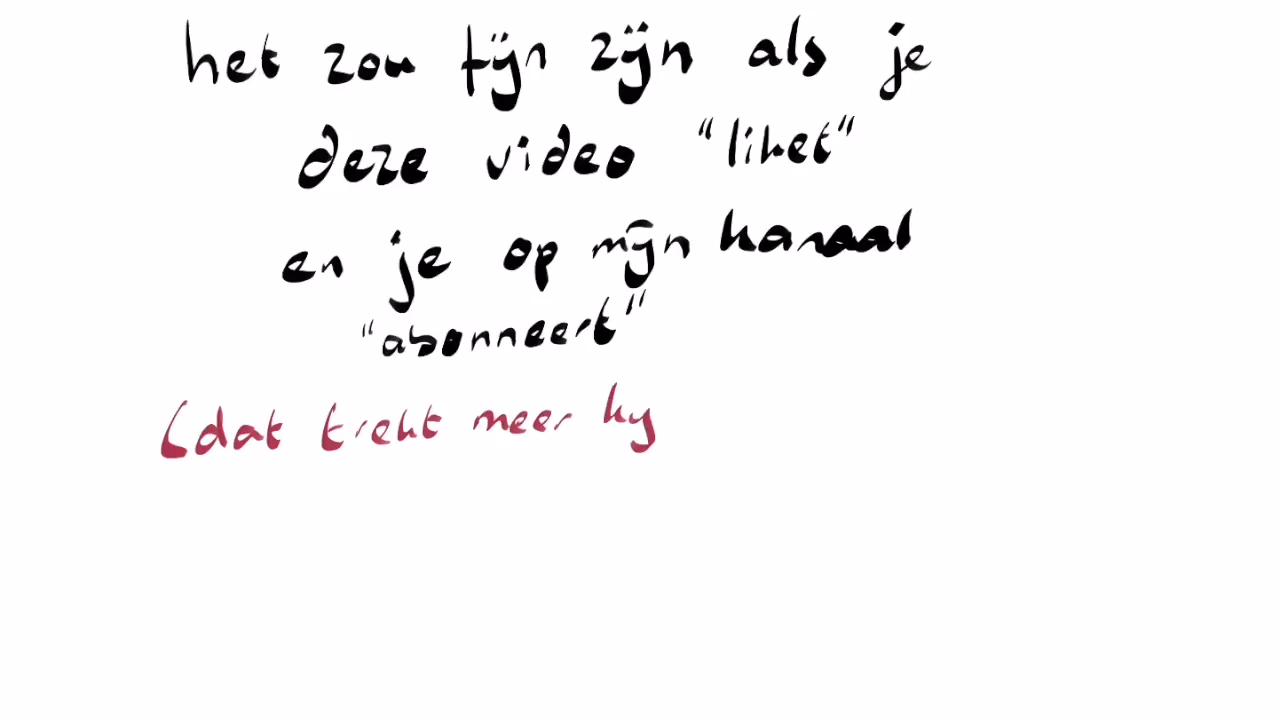 het zou fijn zijn als je
deze video "liket"
en je op mijn kanaal
"abonneert"
(dat trekt meer kij